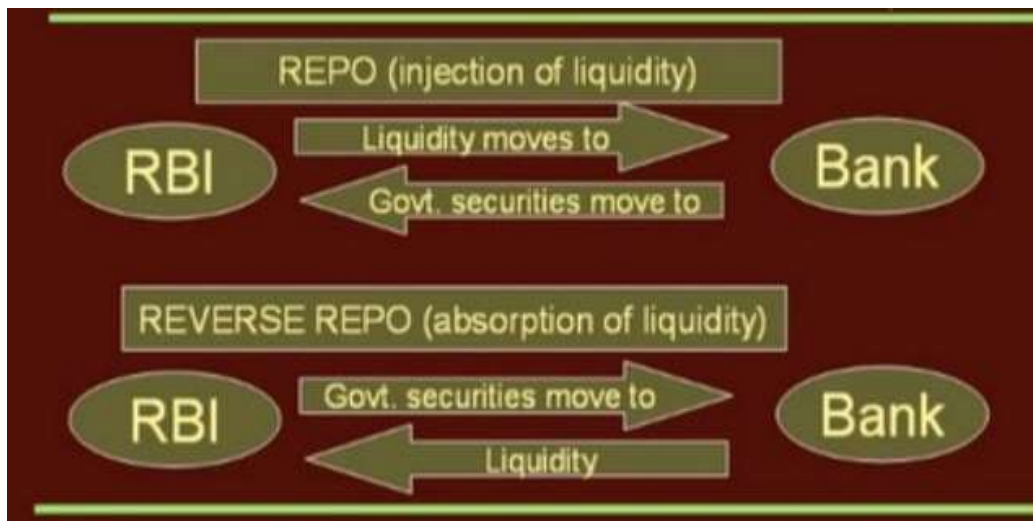 REPO (injection of liquidity)
Liquidity moves to
RBI
Bank
Govt. securities move to
REVERSE REPO (absorption of liquidity)
Govt. securities move to
RBI
Bank
Liquidity